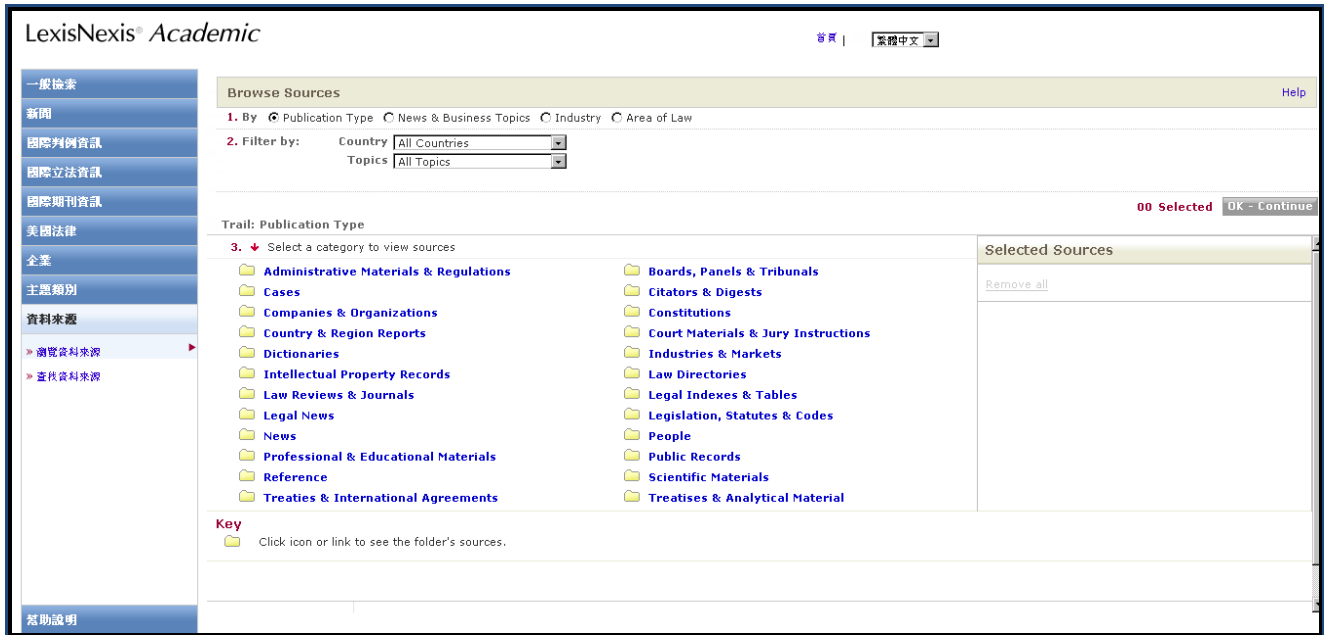 LexisNexis® Academic
首頁 |
繁體中文
一般檢索
新聞
國際判例資訊
國際立法資訊
國際期刊資訊
美國法律
企業
主題類別
資料來源
» 瀏覽資料來源
» 查找資料來源
幫助說明
Browse Sources
Help
1. By Publication Type News & Business Topics Industry Area of Law
2. Filter by: Country All Countries
Topics All Topics
00 Selected OK - Continue
Trail: Publication Type
3. Select a category to view sources
Administrative Materials & Regulations Boards, Panels & Tribunals
Cases Citators & Digests
Companies & Organizations Constitutions
Country & Region Reports Court Materials & Jury Instructions
Dictionaries Industries & Markets
Intellectual Property Records Law Directories
Law Reviews & Journals Legal Indexes & Tables
Legal News Legislation, Statutes & Codes
News People
Professional & Educational Materials Public Records
Reference Scientific Materials
Treaties & International Agreements Treatises & Analytical Material
Selected Sources
Remove all
Key
Click icon or link to see the folder's sources.